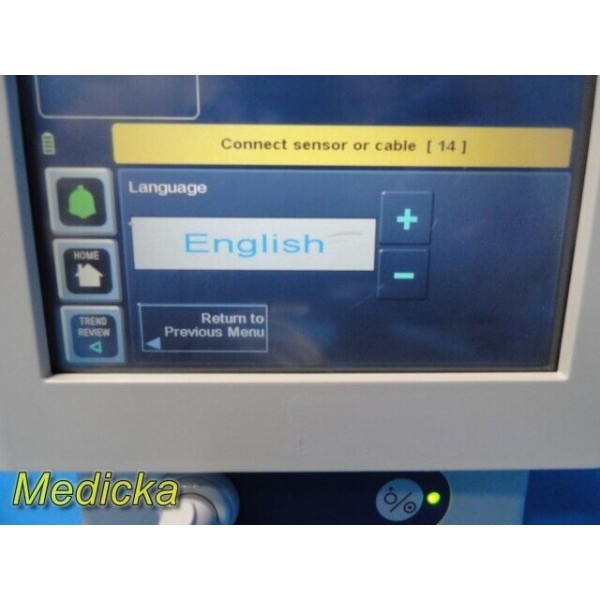 Connect sensor or cable [ 14 ]
Language
English
+
-
HOME
TREND
REVIEW
Return to
Previous Menu
Medicka